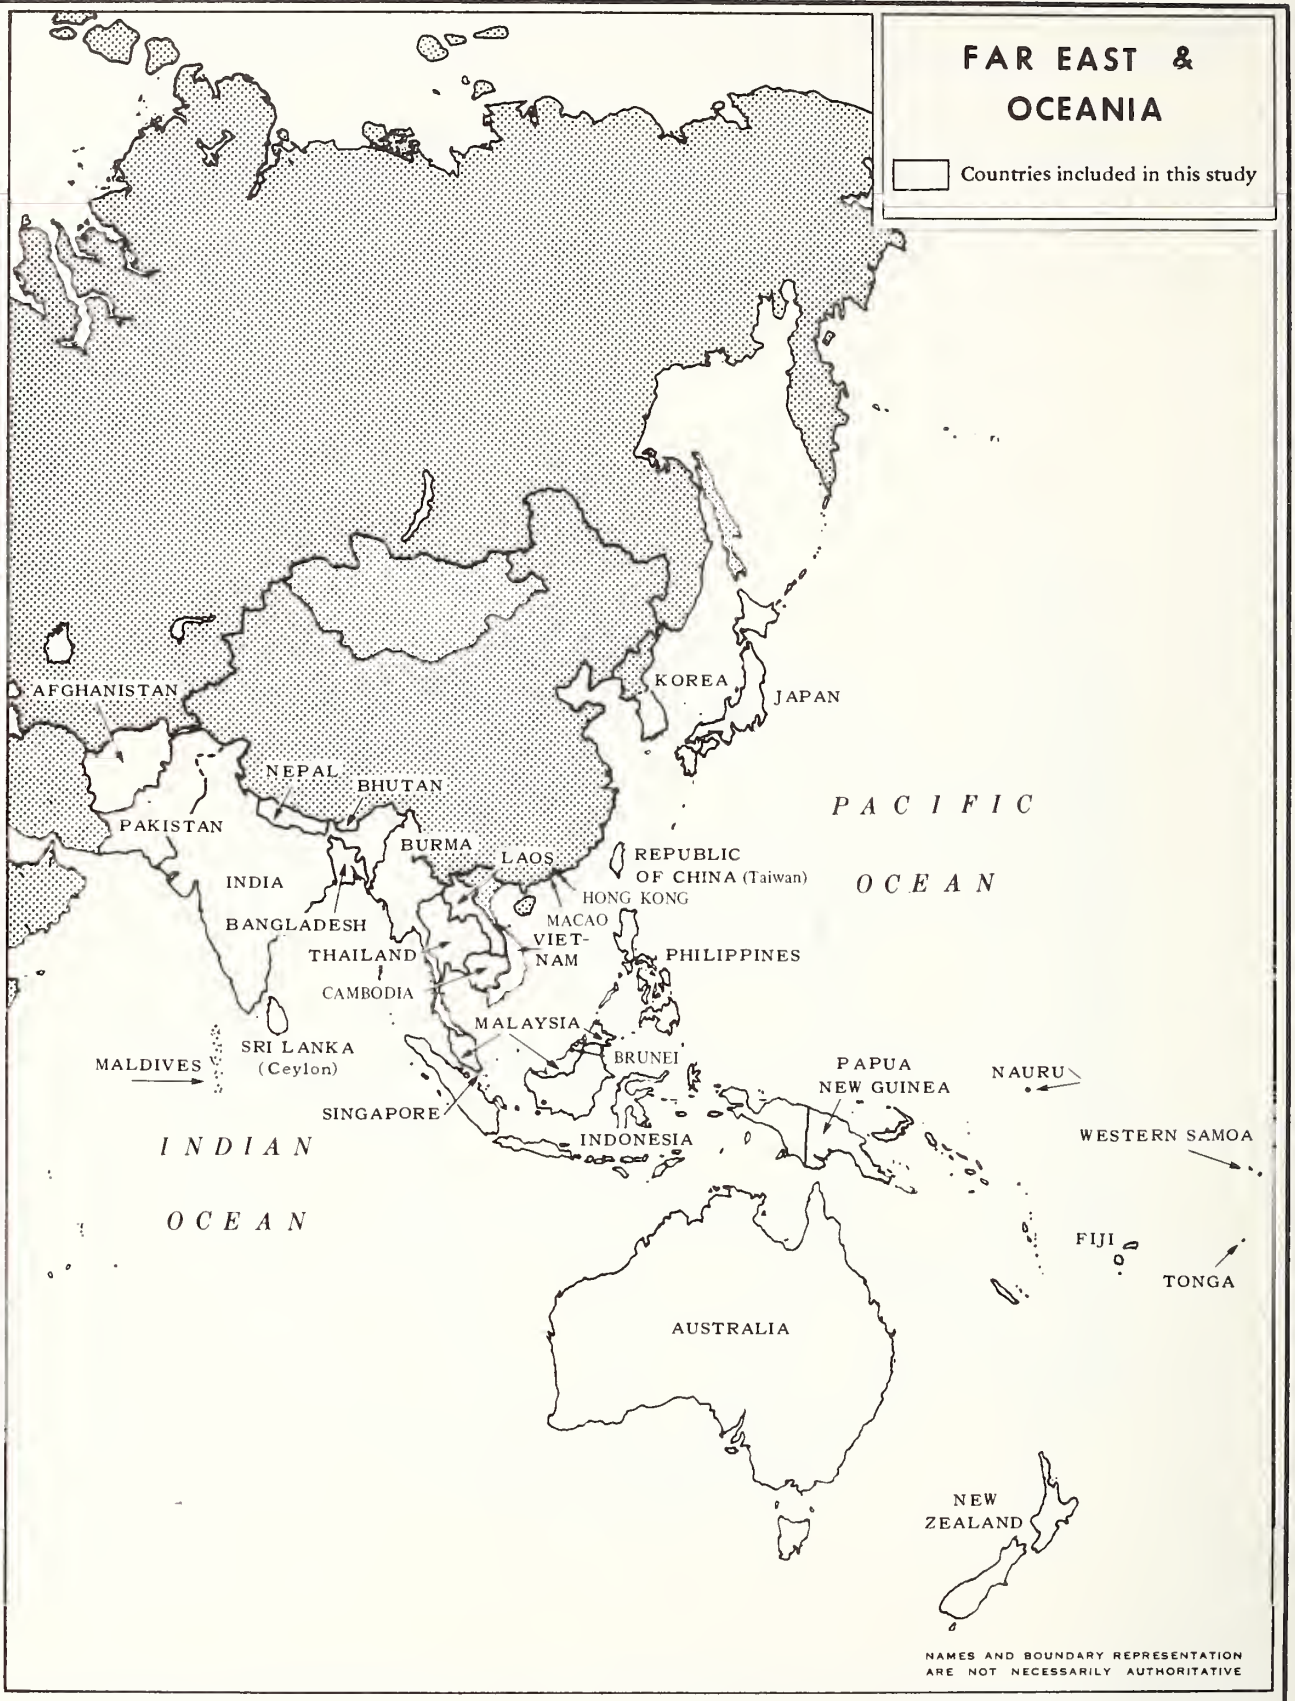 FAR EAST &
OCEANIA
Countries included in this study
AFGHANISTAN
KOREA
JAPAN
NEPAL
BHUTAN
PACIFIC
OCEAN
PAKISTAN
BURMA
LAOS
REPUBLIC
OF CHINA (Taiwan)
INDIA
HONG KONG
MACAO
BANGLADESH
VIET-
NAM
THAILAND
PHILIPPINES
CAMBODIA
MALAYSIA
SRI LANKA
(Ceylon)
MALDIVES
BRUNEI
PAPUA
NEW GUINEA
NAURU
SINGAPORE
INDONESIA
WESTERN SAMOA
INDIAN
OCEAN
FIJI
TONGA
AUSTRALIA
NEW
ZEALAND
NAMES AND BOUNDARY REPRESENTATION
ARE NOT NECESSARILY AUTHORITATIVE